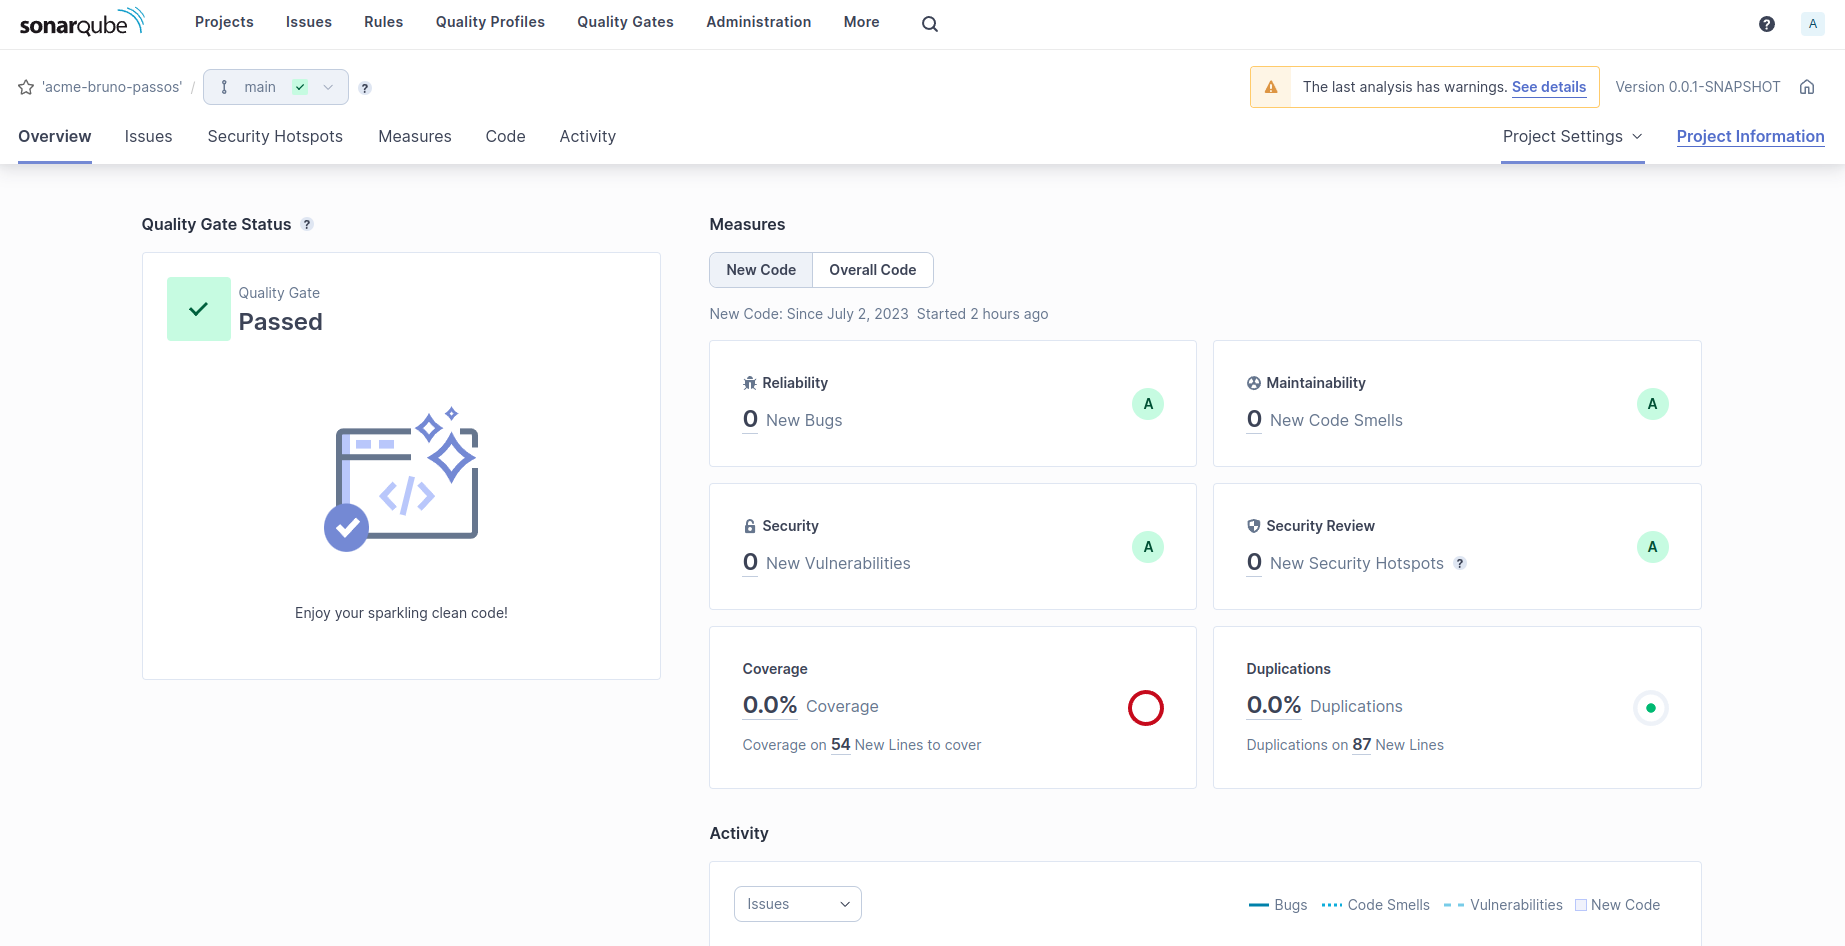 sonarqube Projects Issues Rules Quality Profiles Quality Gates Administration More ? A
'acme-bruno-passos' / main ? The last analysis has warnings. See details Version 0.0.1-SNAPSHOT
Overview Issues Security Hotspots Measures Code Activity Project Settings Project Information
Quality Gate Status ?
Quality Gate
Passed
</>
Enjoy your sparkling clean code!
Measures
New Code Overall Code
New Code: Since July 2, 2023 Started 2 hours ago
Reliability
0 New Bugs
A
Maintainability
0 New Code Smells
A
Security
0 New Vulnerabilities
A
Security Review
0 New Security Hotspots ?
A
Coverage
0.0% Coverage
Coverage on 54 New Lines to cover
Duplications
0.0% Duplications
Duplications on 87 New Lines
Activity
Issues Bugs Code Smells Vulnerabilities New Code